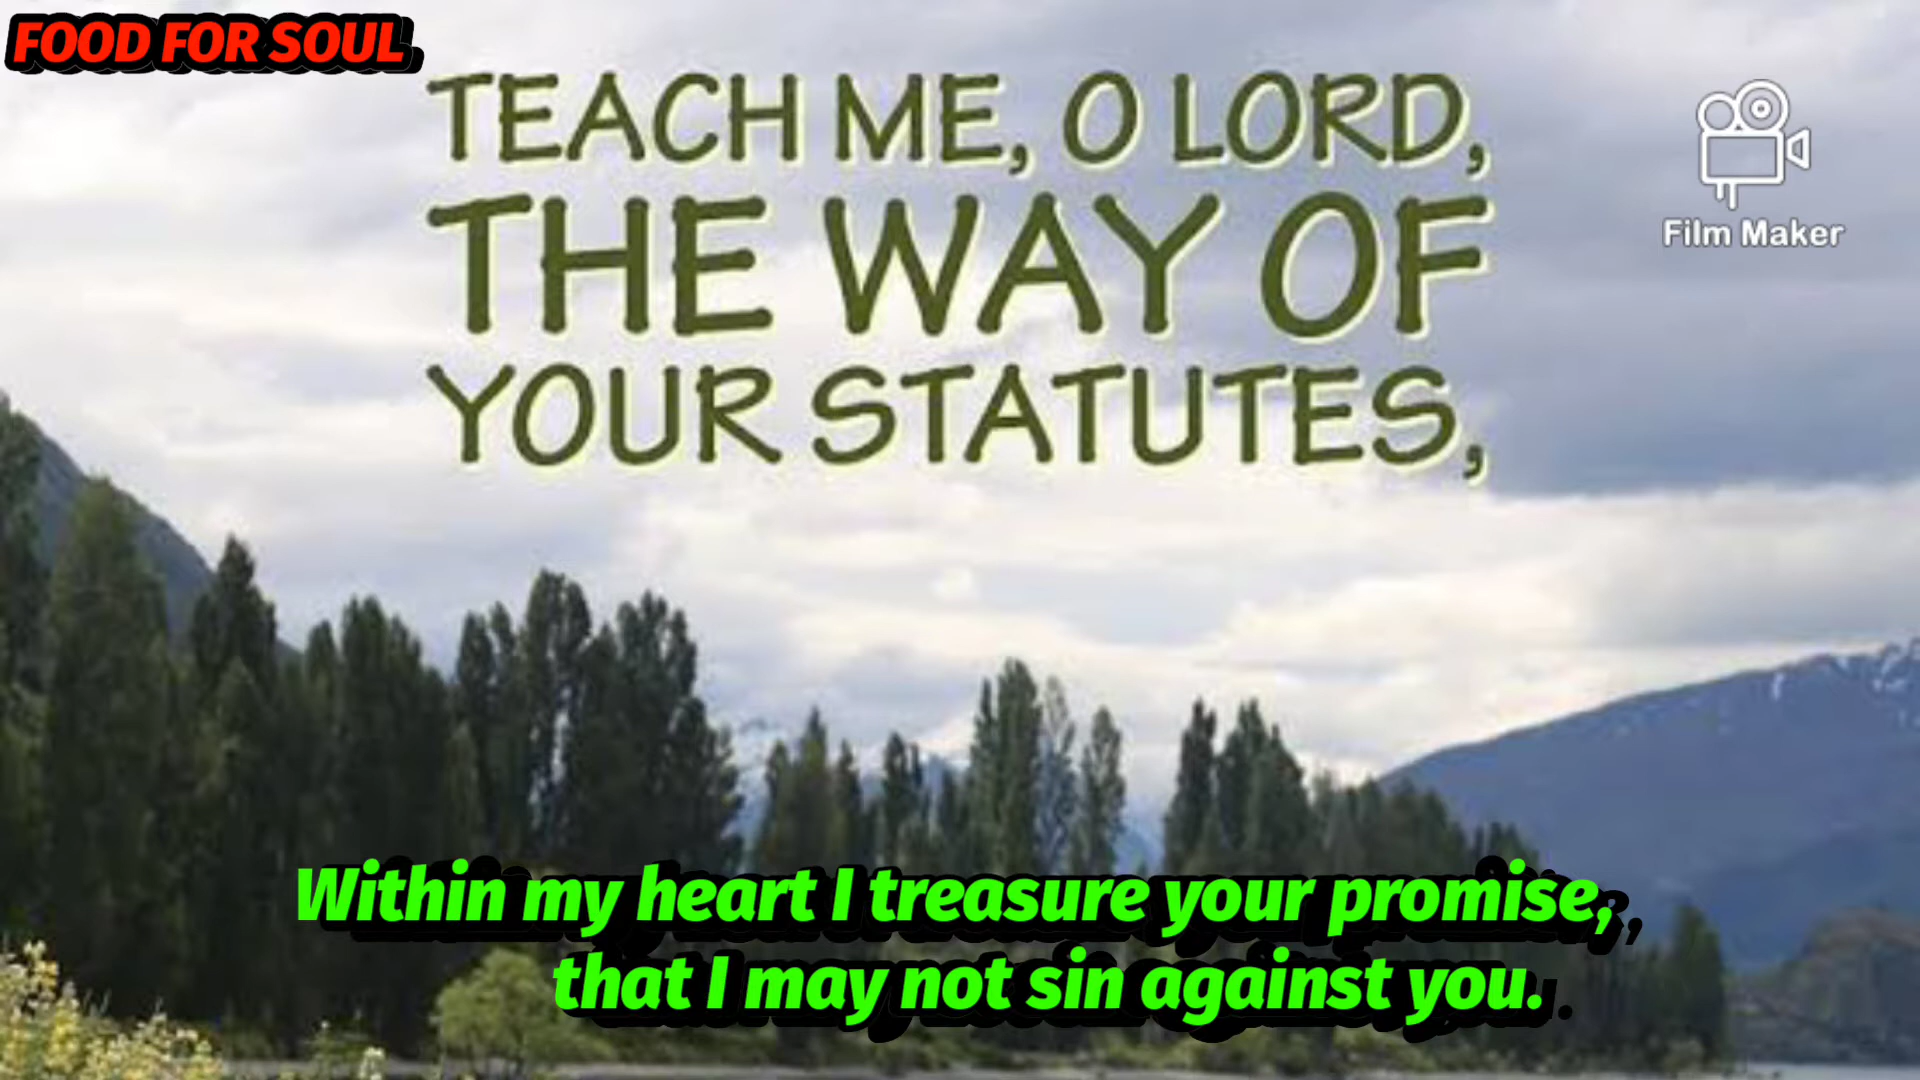 FOOD FOR SOUL
TEACH ME, O LORD,
THE WAY OF
YOUR STATUTES,
Film Maker
Within my heart I treasure your promise,
that I may not sin against you.